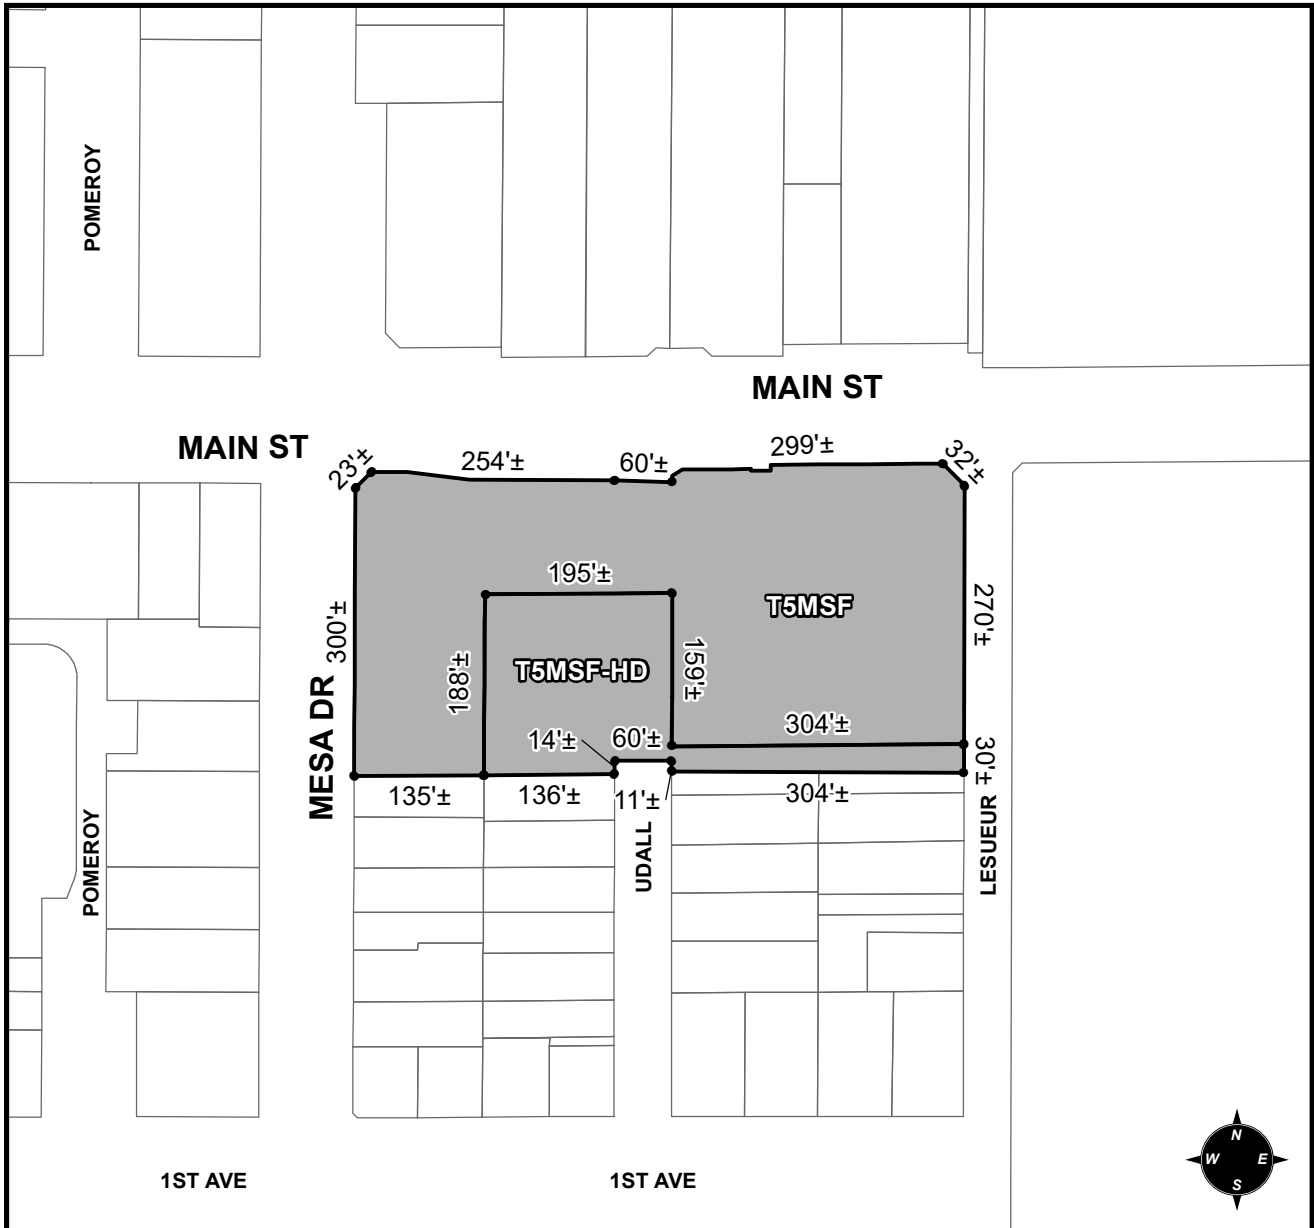 POMEROY
MAIN ST
MAIN ST
23'±
254'±
60'±
299'±
32'±
195'±
T5MSF
270'±
300'±
188'±
T5MSF-HD
159'±
MESA DR
14'±
60'±
304'±
30'±
135'±
136'±
11'±
304'±
POMEROY
UDALL
LESUEUR
1ST AVE
1ST AVE
N
W E
S